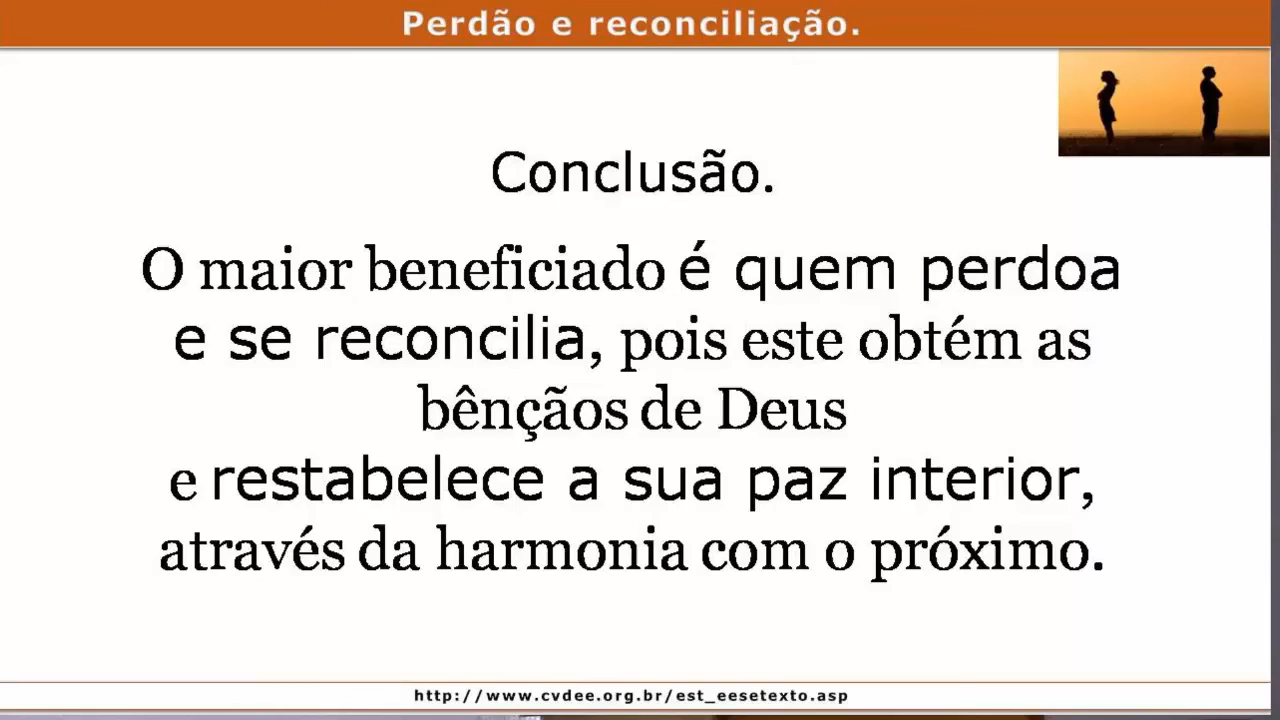 Perdão e reconciliação.
Conclusão.
O maior beneficiado é quem perdoa
e se reconcilia, pois este obtém as
bênçãos de Deus
e restabelece a sua paz interior,
através da harmonia com o próximo.
http://www.cvdee.org.br/est_eesetexto.asp